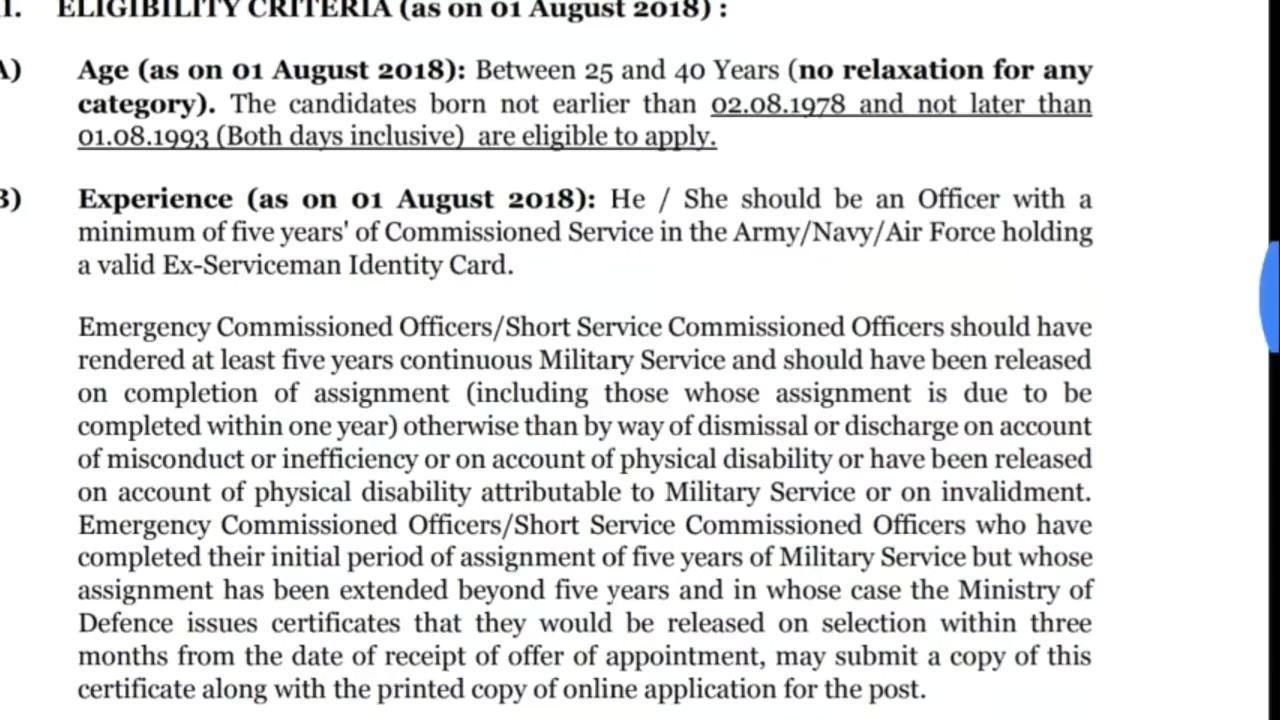 II. ELIGIBILITY CRITERIA (as on 01 August 2018) :
A) Age (as on 01 August 2018): Between 25 and 40 Years (no relaxation for any
category). The candidates born not earlier than 02.08.1978 and not later than
01.08.1993 (Both days inclusive) are eligible to apply.
B) Experience (as on 01 August 2018): He / She should be an Officer with a
minimum of five years' of Commissioned Service in the Army/Navy/Air Force holding
a valid Ex-Serviceman Identity Card.
Emergency Commissioned Officers/Short Service Commissioned Officers should have
rendered at least five years continuous Military Service and should have been released
on completion of assignment (including those whose assignment is due to be
completed within one year) otherwise than by way of dismissal or discharge on account
of misconduct or inefficiency or on account of physical disability or have been released
on account of physical disability attributable to Military Service or on invalidment.
Emergency Commissioned Officers/Short Service Commissioned Officers who have
completed their initial period of assignment of five years of Military Service but whose
assignment has been extended beyond five years and in whose case the Ministry of
Defence issues certificates that they would be released on selection within three
months from the date of receipt of offer of appointment, may submit a copy of this
certificate along with the printed copy of online application for the post.